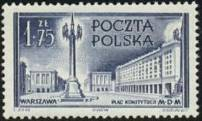 ZŁ
1.75
POCZTA
POLSKA
WARSZAWA
PLAC KONSTYTUCJI M·D·M